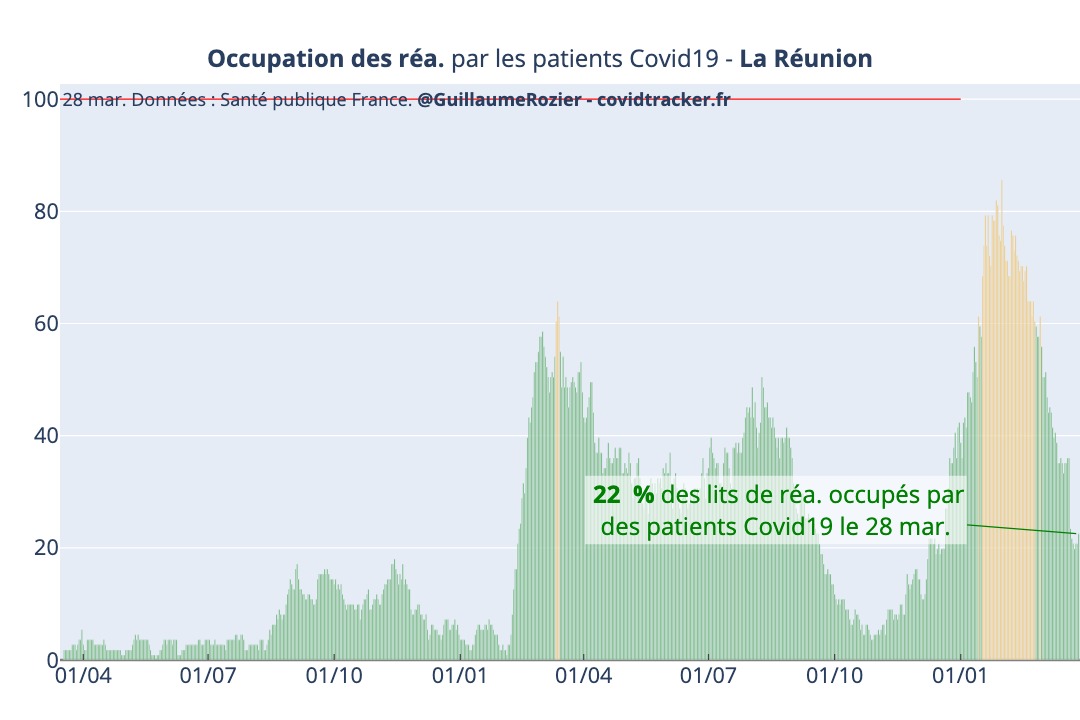 Occupation des réa. par les patients Covid19 - La Réunion
100
28 mar. Données : Santé publique France. @GuillaumeRozier - covidtracker.fr
80
60
40
22 % des lits de réa. occupés par
des patients Covid19 le 28 mar.
20
0
01/04 01/07 01/10 01/01 01/04 01/07 01/10 01/01